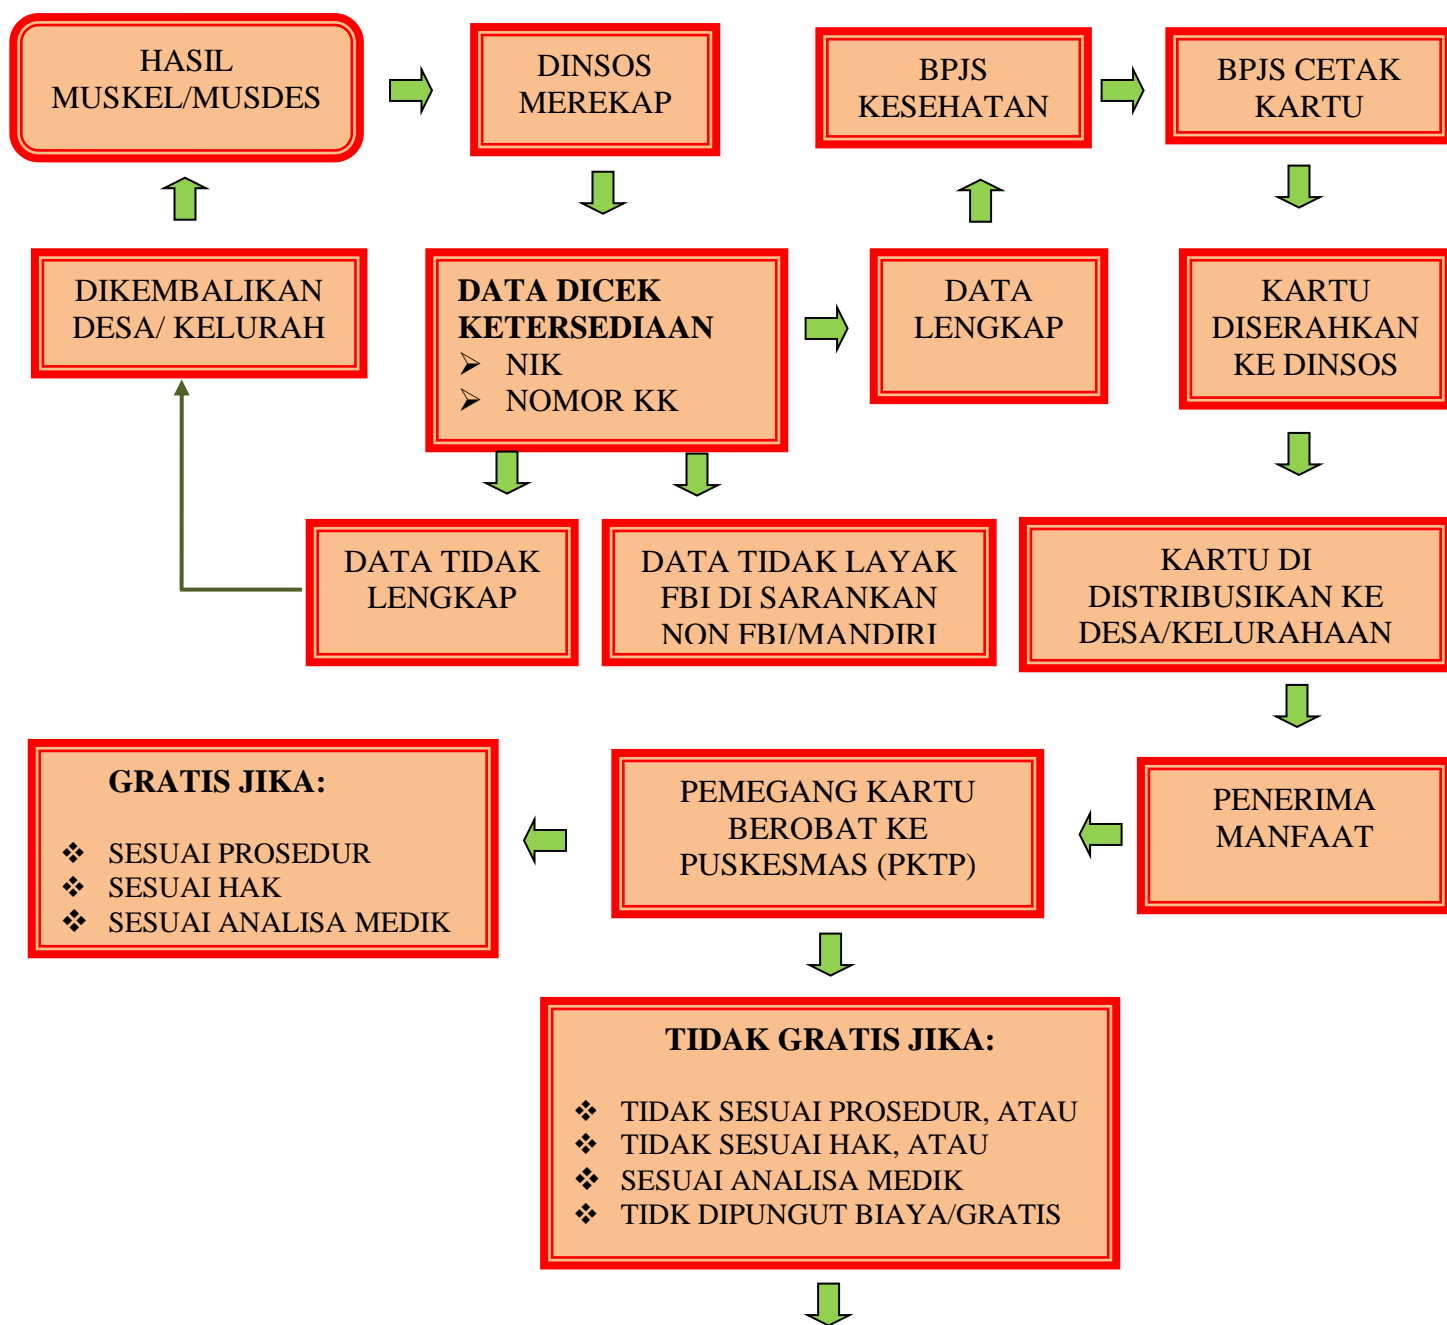 HASIL
MUSKEL/MUSDES
DINSOS
MEREKAP
BPJS
KESEHATAN
BPJS CETAK
KARTU
DIKEMBALIKAN
DESA/ KELURAH
DATA DICEK
KETERSEDIAAN
➢ NIK
➢ NOMOR KK
DATA
LENGKAP
KARTU
DISERAHKAN
KE DINSOS
DATA TIDAK
LENGKAP
DATA TIDAK LAYAK
FBI DI SARANKAN
NON FBI/MANDIRI
KARTU DI
DISTRIBUSIKAN KE
DESA/KELURAHAAN
GRATIS JIKA:
❖ SESUAI PROSEDUR
❖ SESUAI HAK
❖ SESUAI ANALISA MEDIK
PEMEGANG KARTU
BEROBAT KE
PUSKESMAS (PKTP)
PENERIMA
MANFAAT
TIDAK GRATIS JIKA:
❖ TIDAK SESUAI PROSEDUR, ATAU
❖ TIDAK SESUAI HAK, ATAU
❖ SESUAI ANALISA MEDIK
❖ TIDK DIPUNGUT BIAYA/GRATIS